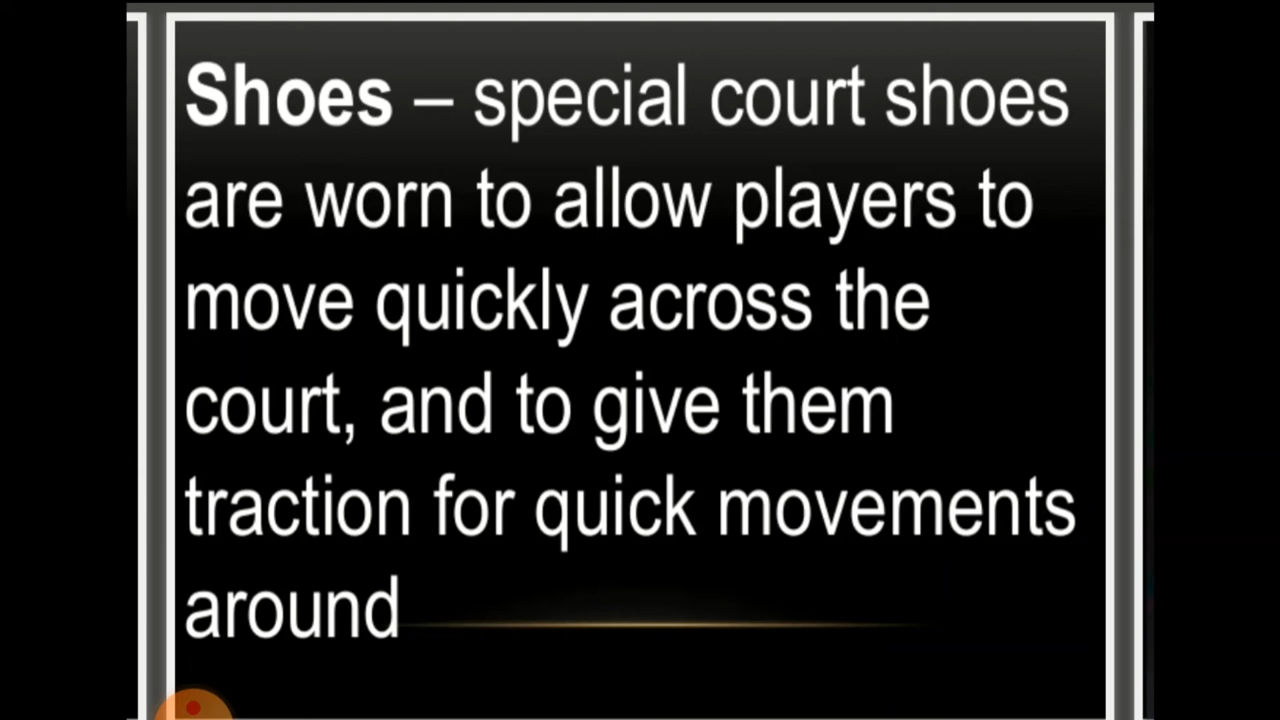 Shoes – special court shoes
are worn to allow players to
move quickly across the
court, and to give them
traction for quick movements
around